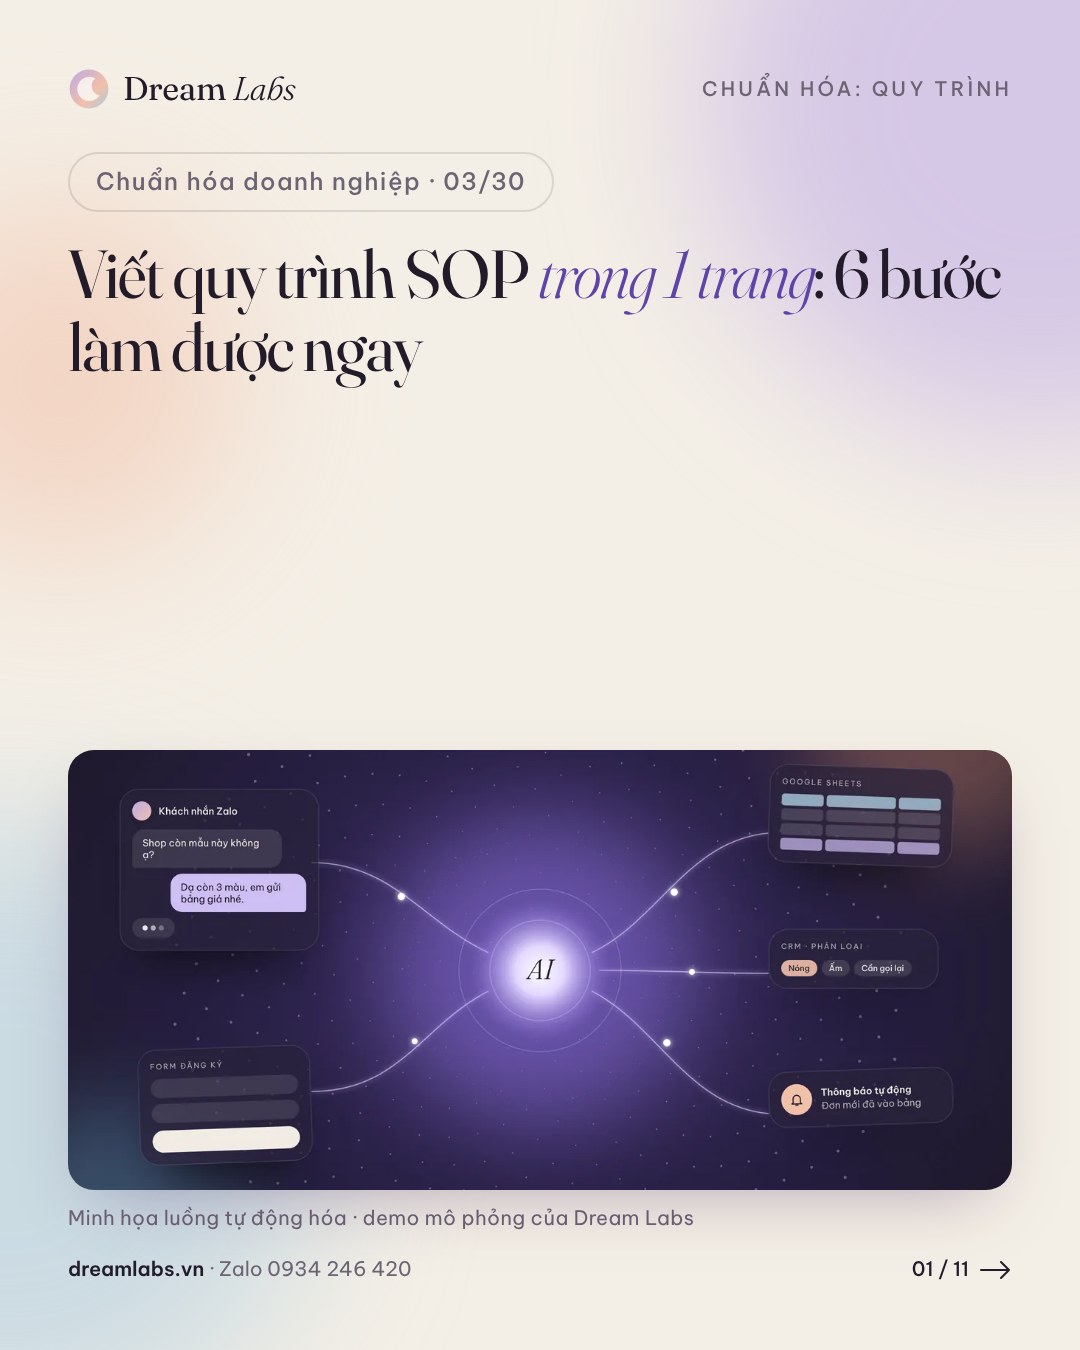 Dream Labs
CHUẨN HÓA: QUY TRÌNH
Chuẩn hóa doanh nghiệp · 03/30
Viết quy trình SOP trong 1 trang: 6 bước
làm được ngay
Khách nhắn Zalo
Shop còn mẫu này không
ạ?
Dạ còn 3 màu, em gửi
bảng giá nhé.
FORM ĐĂNG KÝ
AI
GOOGLE SHEETS
CRM · PHÂN LOẠI
Nóng
Ấm
Cần gọi lại
Thông báo tự động
Đơn mới đã vào bảng
Minh họa luồng tự động hóa · demo mô phỏng của Dream Labs
dreamlabs.vn · Zalo 0934 246 420
01 / 11 →